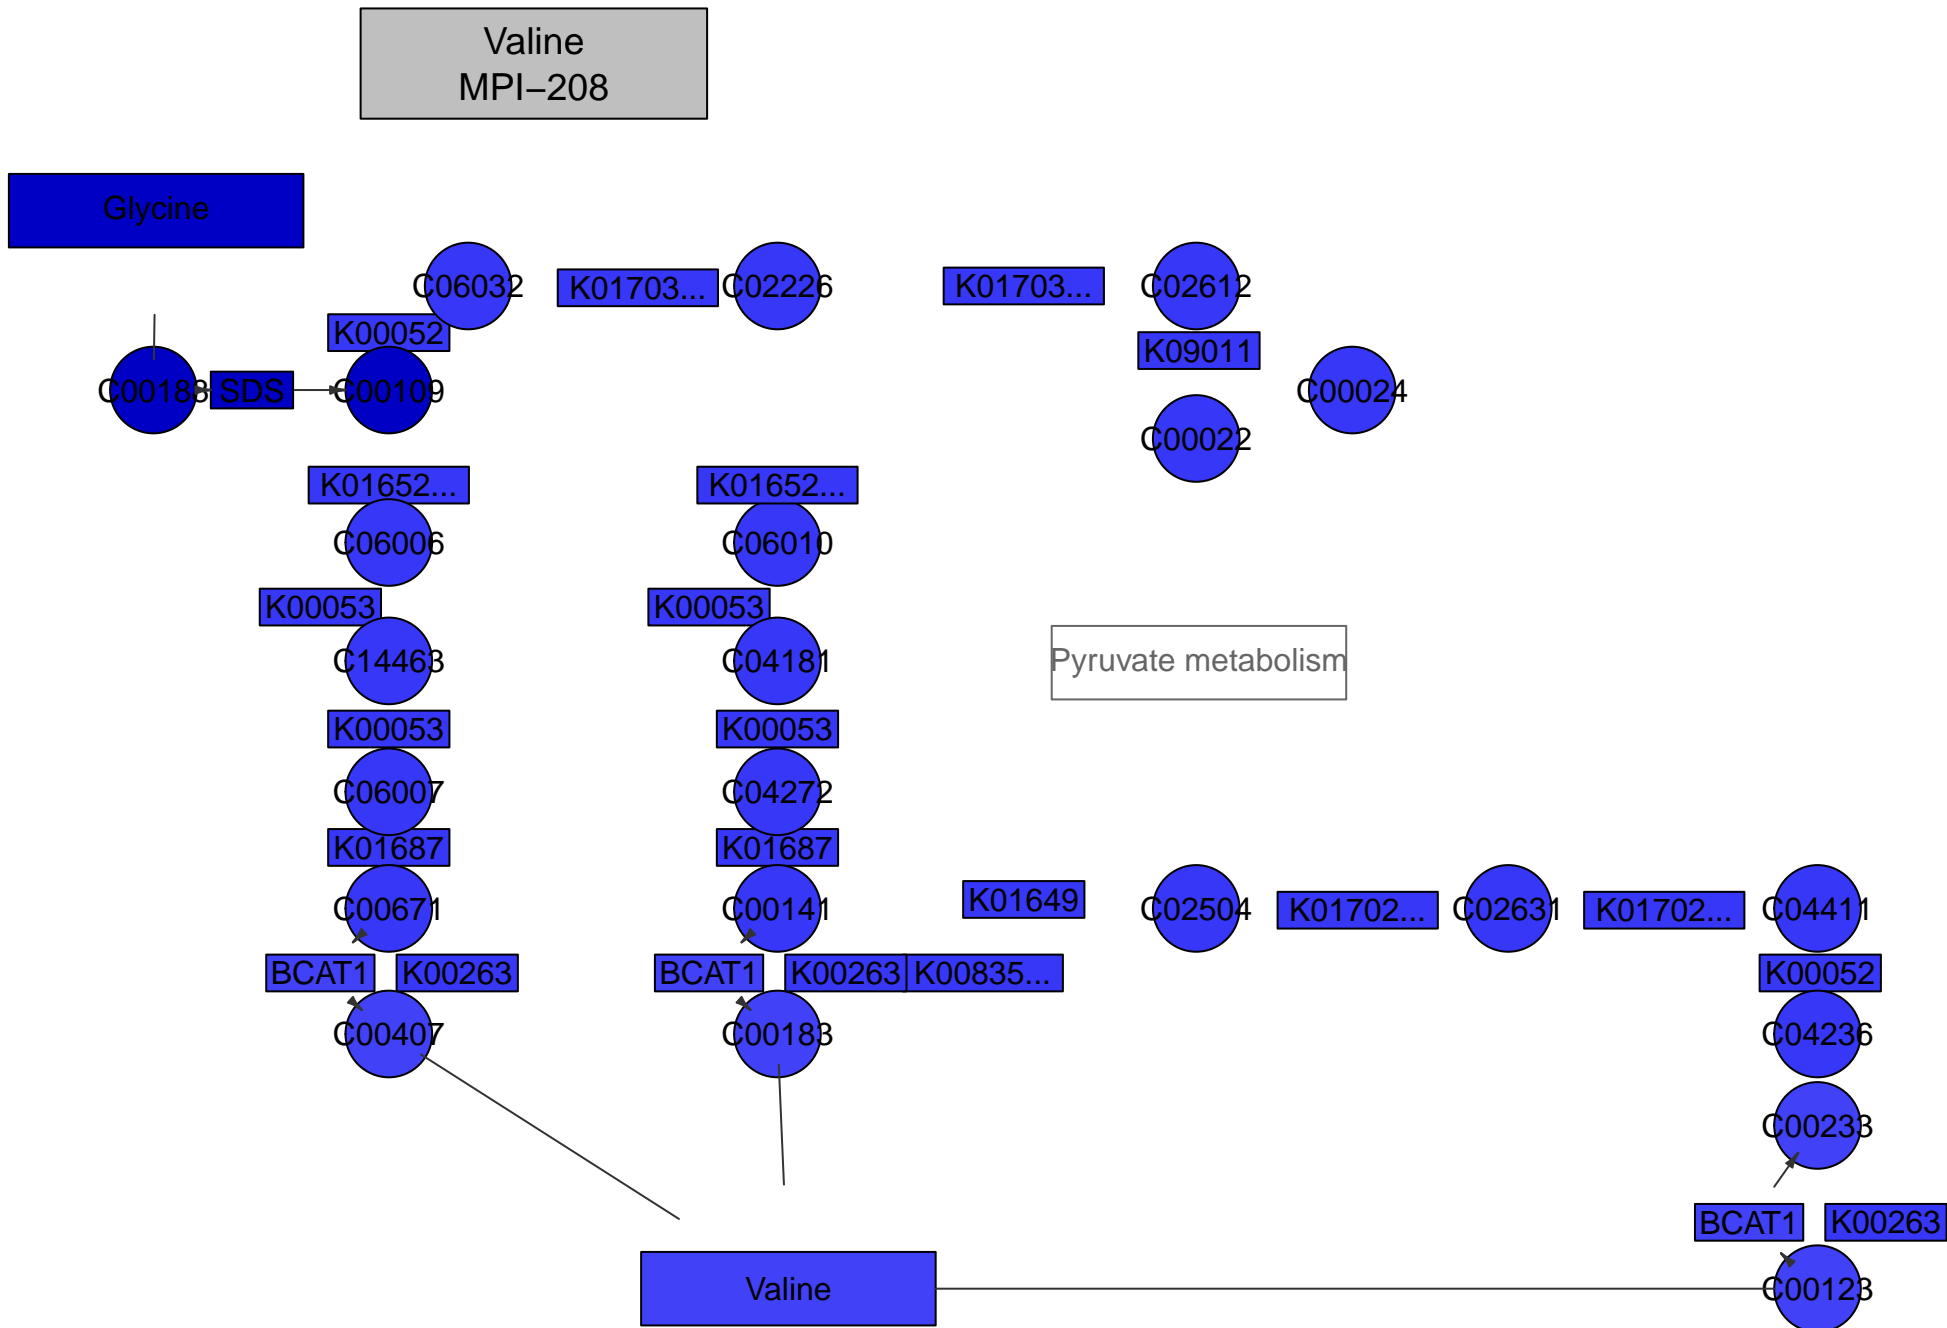 Valine
MPI−208
Glycine
C06032
K01703...
C02226
K01703...
C02612
K00052
K09011
C00188
SDS
C00109
C00024
C00022
K01652...
K01652...
C06006
C06010
K00053
K00053
C14463
C04181
Pyruvate metabolism
K00053
K00053
C06007
C04272
K01687
K01687
C00671
C00141
K01649
C02504
K01702...
C02631
K01702...
C04411
BCAT1
K00263
BCAT1
K00263
K00835...
K00052
C00407
C00183
C04236
C00233
BCAT1
K00263
Valine
C00123